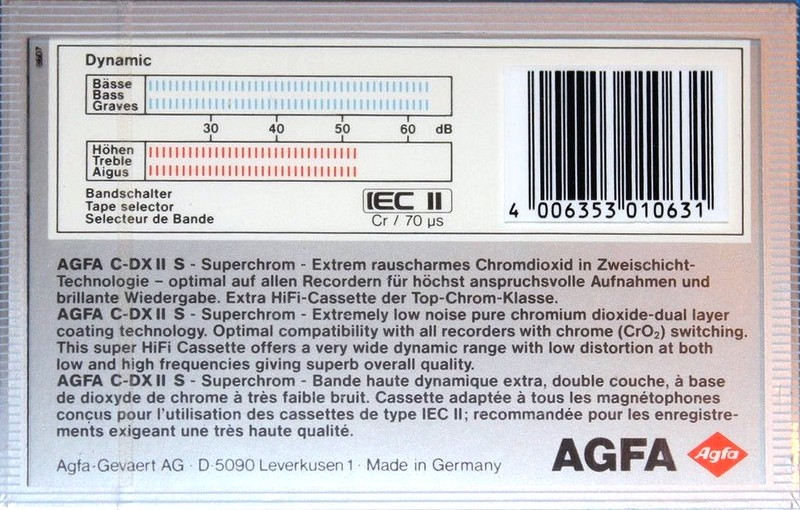 Dynamic
Bässe
Bass
Graves
30 40 50 60 dB
Höhen
Treble
Aigus
Bandschalter
Tape selector
Selecteur de Bande
IEC II
Cr / 70 µs
4 006353 010631
AGFA C-DX II S - Superchrom - Extrem rauscharmes Chromdioxid in Zweischicht-
Technologie – optimal auf allen Recordern für höchst anspruchsvolle Aufnahmen und
brillante Wiedergabe. Extra HiFi-Cassette der Top-Chrom-Klasse.
AGFA C-DX II S - Superchrom - Extremely low noise pure chromium dioxide-dual layer
coating technology. Optimal compatibility with all recorders with chrome (CrO₂) switching.
This super HiFi Cassette offers a very wide dynamic range with low distortion at both
low and high frequencies giving superb overall quality.
AGFA C-DX II S - Superchrom - Bande haute dynamique extra, double couche, à base
de dioxyde de chrome à très faible bruit. Cassette adaptée à tous les magnétophones
conçus pour l'utilisation des cassettes de type IEC II; recommandée pour les enregistre-
ments exigeant une très haute qualité.
Agfa-Gevaert AG · D-5090 Leverkusen 1 · Made in Germany
AGFA Agfa